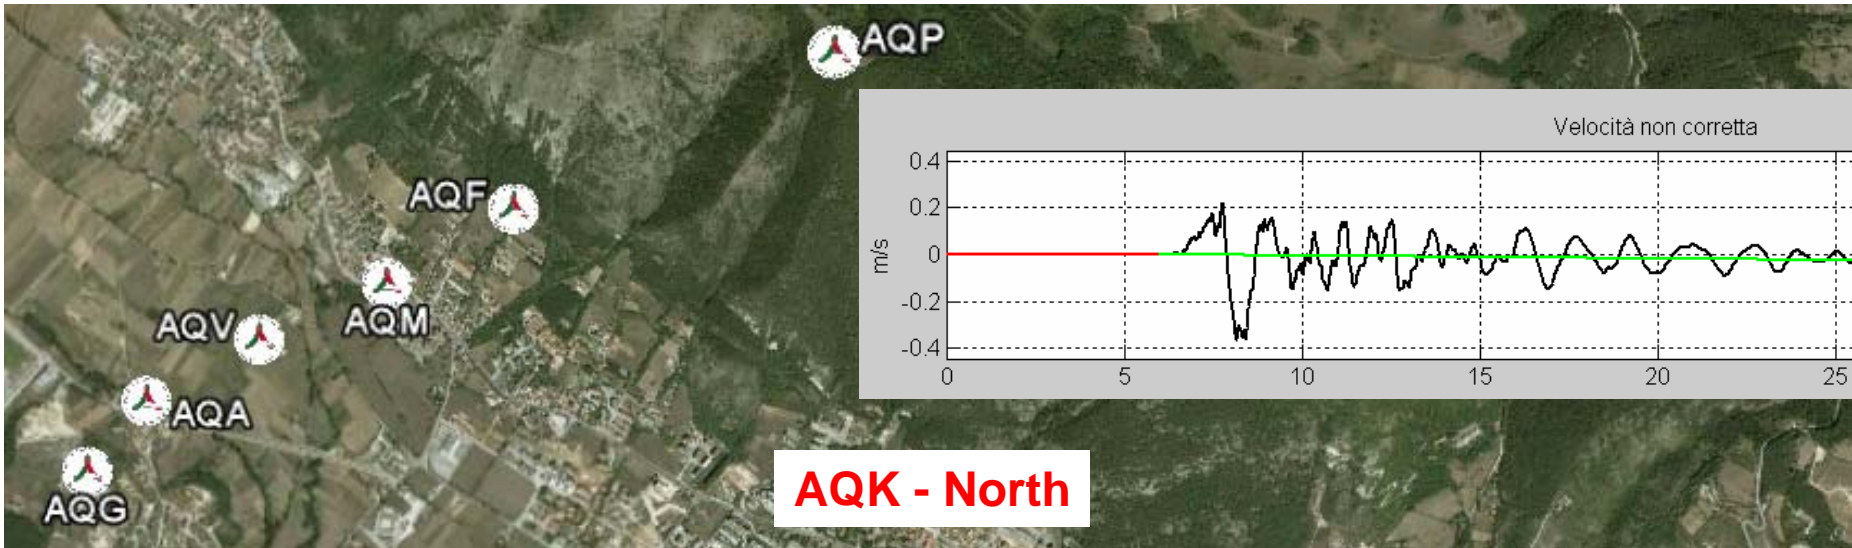 AQP
AQF
AQM
AQV
AQA
AQG
Velocità non corretta
m/s
0.4
0.2
0
-0.2
-0.4
0
5
10
15
20
25
AQK - North